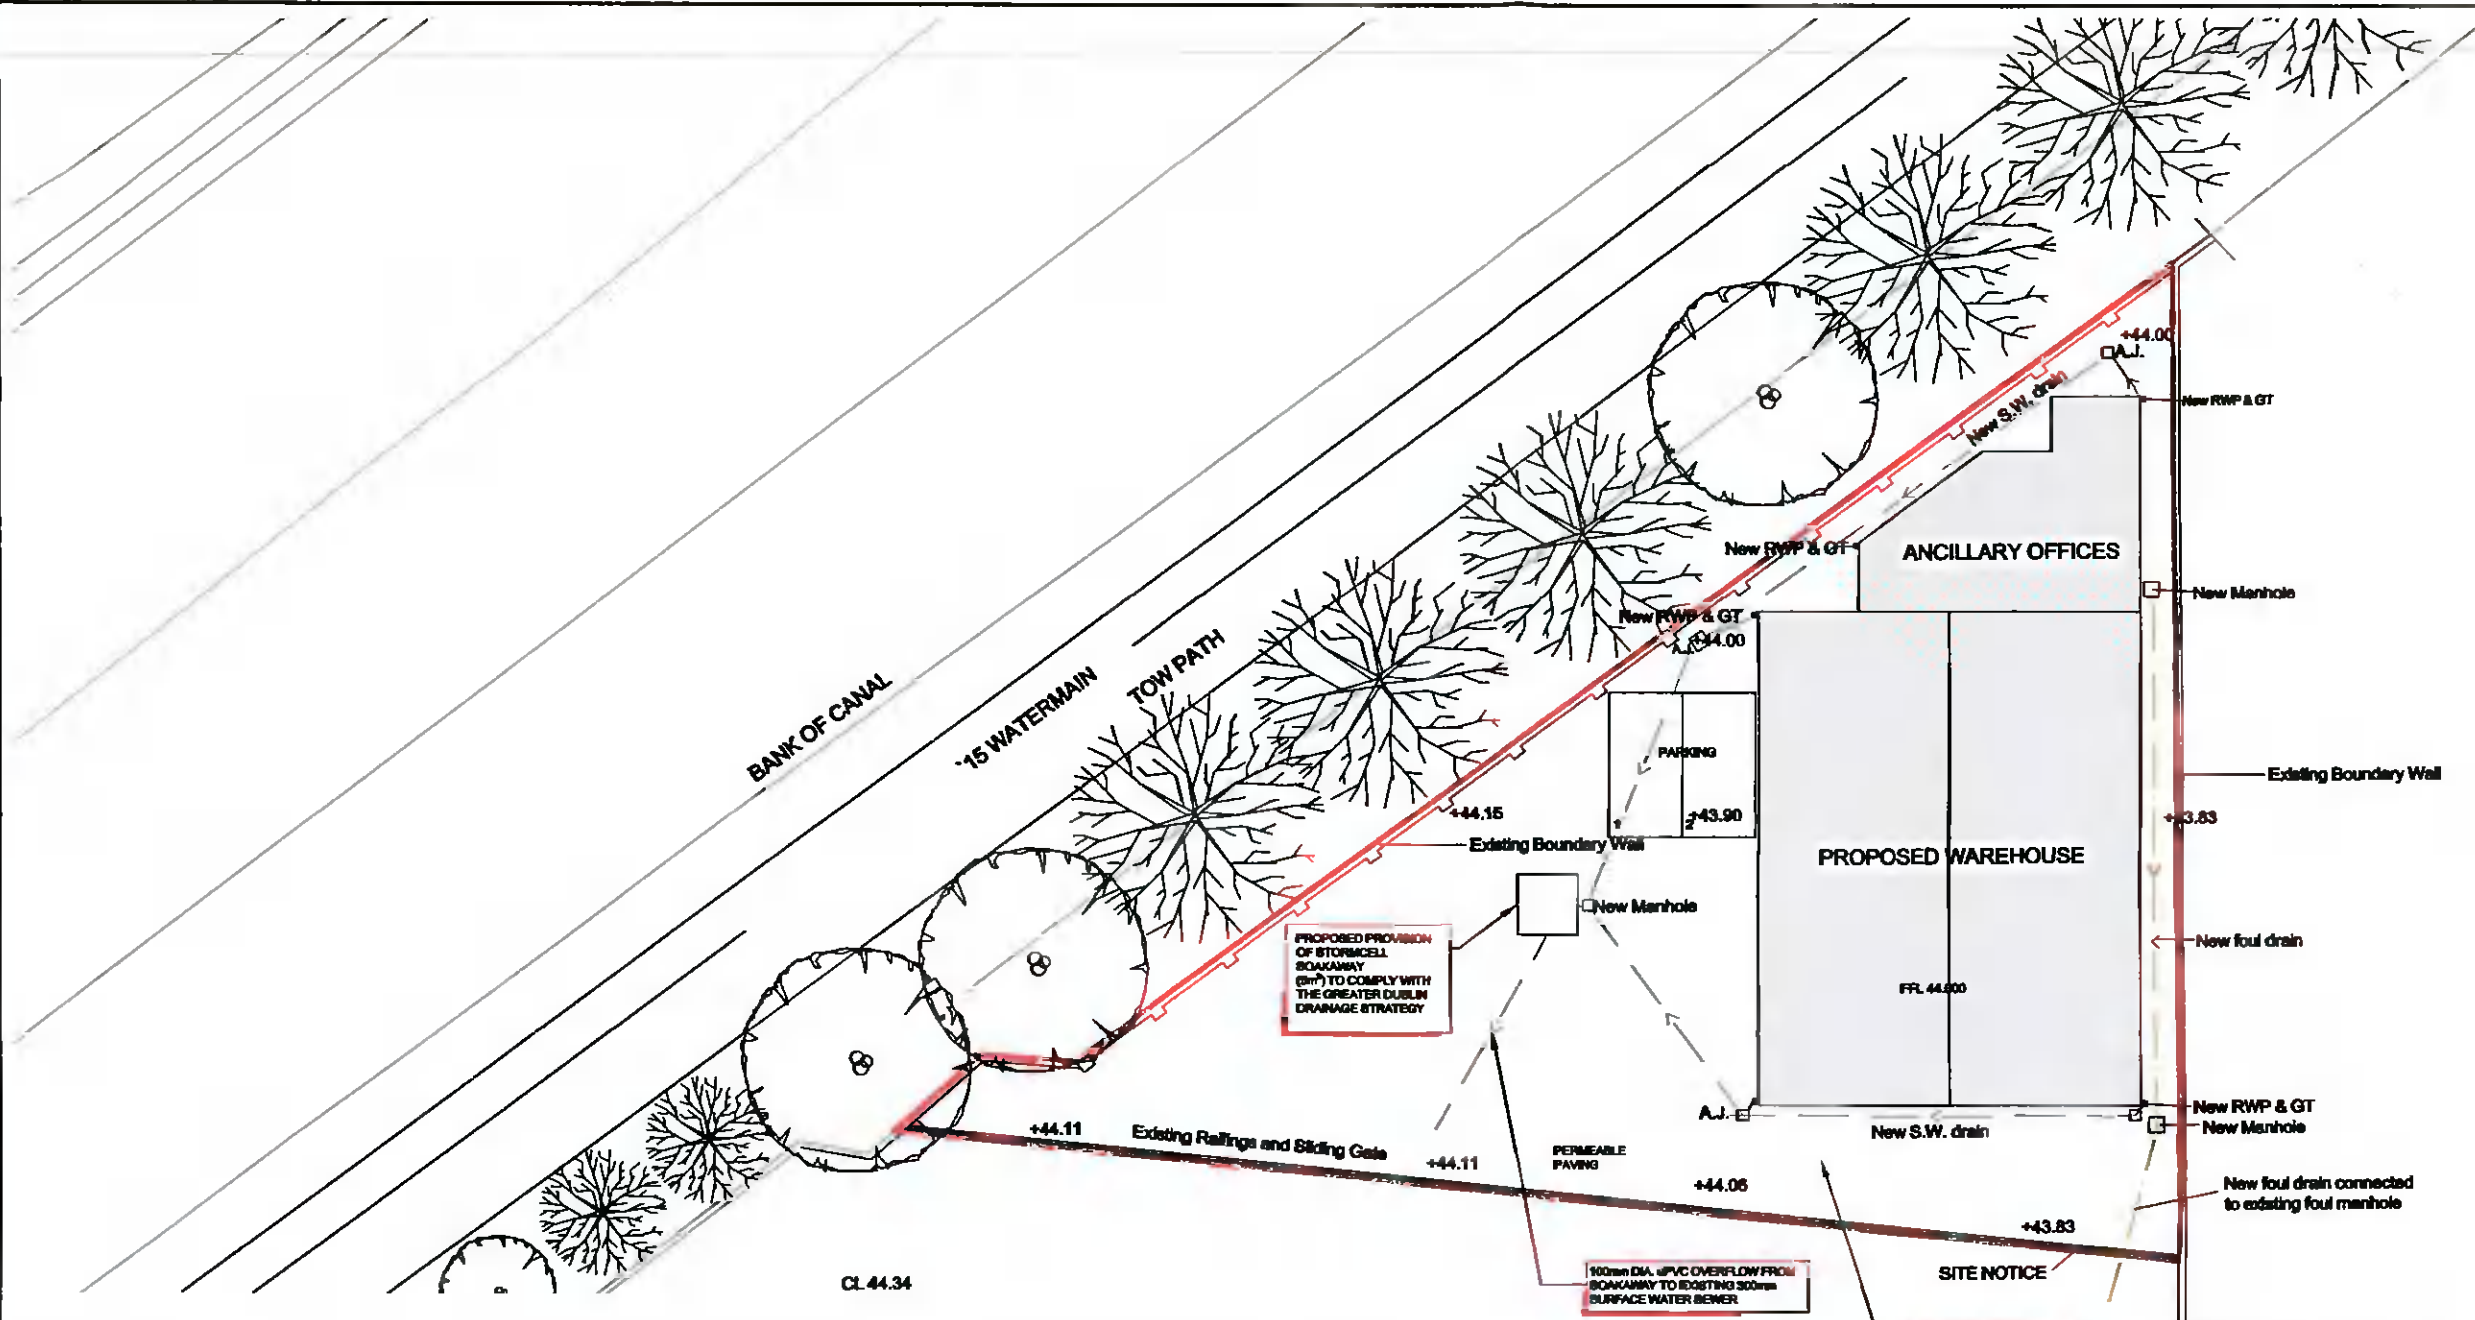 +44.00
A.J.
New RWP & GT
New S.W. drain
New RWP & GT
ANCILLARY OFFICES
New Manhole
New RWP & GT
+44.00
A.J.
TOW PATH
BANK OF CANAL
15 WATERMAIN
PARKING
Existing Boundary Wall
+44.15
1
2
+43.90
+43.83
Existing Boundary Wall
PROPOSED WAREHOUSE
New Manhole
PROPOSED PROVISION
OF STORMCELL
SOAKAWAY
TO COMPLY WITH
THE GREATER DUBLIN
DRAINAGE STRATEGY
New foul drain
FFL 44.
A.J.
New RWP & GT
New Manhole
New S.W. drain
+44.11
Existing Railings and Sliding Gate
+44.11
PERMEABLE
PAVING
+44.06
New foul drain connected
to existing foul manhole
+43.83
SITE NOTICE
CL 44.34
100mm DIA. uPVC OVERFLOW FROM
SOAKAWAY TO EXISTING 300mm
SURFACE WATER SEWER